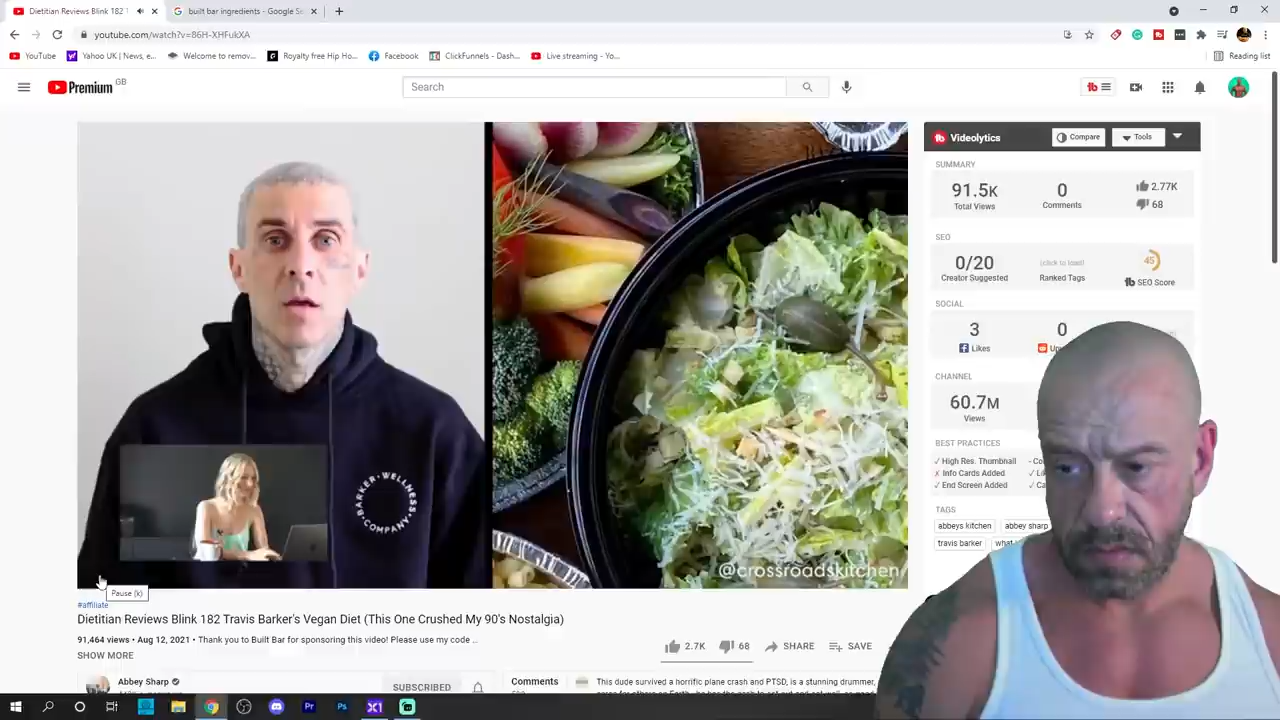 Dietitian Reviews Blink 182 T
built bar ingredients - Google Se
youtube.com/watch?v=86H-XHFukXA
YouTube
Yahoo UK | News, e...
Welcome to remov...
Royalty free Hip Ho...
Facebook
ClickFunnels - Dash...
Live streaming - Yo...
Reading list
Premium GB
Search
Videolytics
Compare
Tools
SUMMARY
91.5K
Total Views
0
Comments
2.77K
68
SEO
0/20
Creator Suggested
(click to load)
Ranked Tags
45
SEO Score
SOCIAL
3
Likes
0
CHANNEL
60.7M
Views
BEST PRACTICES
✓ High Res. Thumbnail
x Info Cards Added
✓ End Screen Added
TAGS
abbeys kitchen
abbey sharp
travis barker
BARKER•WELLNESS COMPANY•
@crossroadskitchen
Pause (k)
#affiliate
Dietitian Reviews Blink 182 Travis Barker's Vegan Diet (This One Crushed My 90's Nostalgia)
91,464 views • Aug 12, 2021 • Thank you to Built Bar for sponsoring this video! Please use my code ...
2.7K
68
SHARE
SAVE
SHOW MORE
Abbey Sharp
SUBSCRIBED
Comments
This dude survived a horrific plane crash and PTSD, is a stunning drummer,